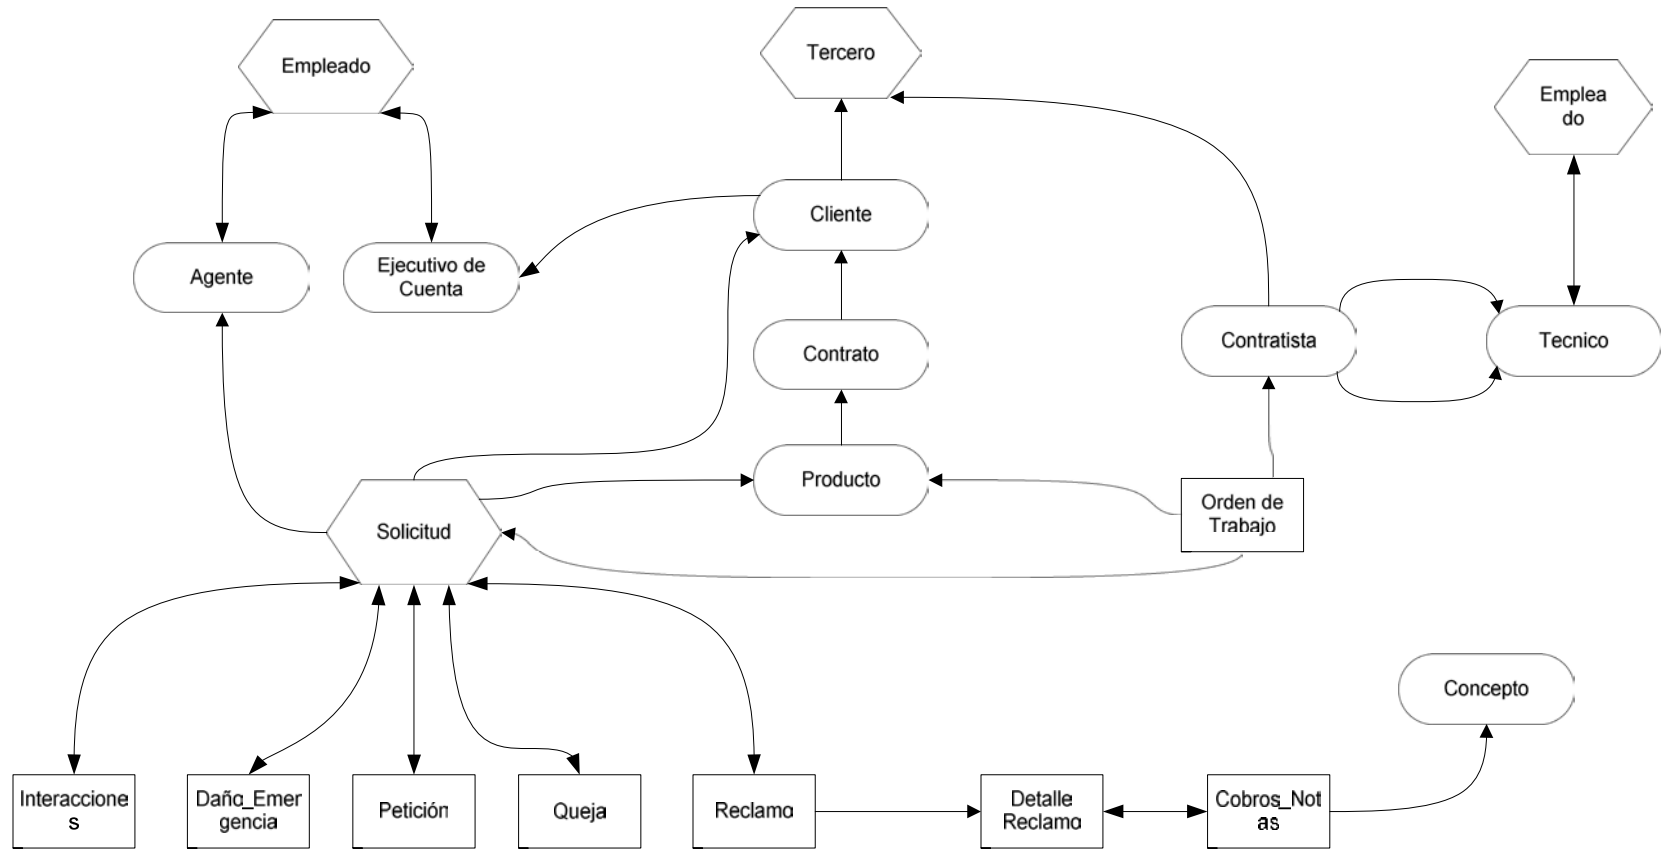 Tercero
Empleado
Emplea
do
Cliente
Agente
Ejecutivo de
Cuenta
Contrato
Contratista
Tecnico
Producto
Orden de
Trabajo
Solicitud
Concepto
Interaccione
s
Daño_Emer
gencia
Petición
Queja
Reclamo
Detalle
Reclamo
Cobros_Not
as